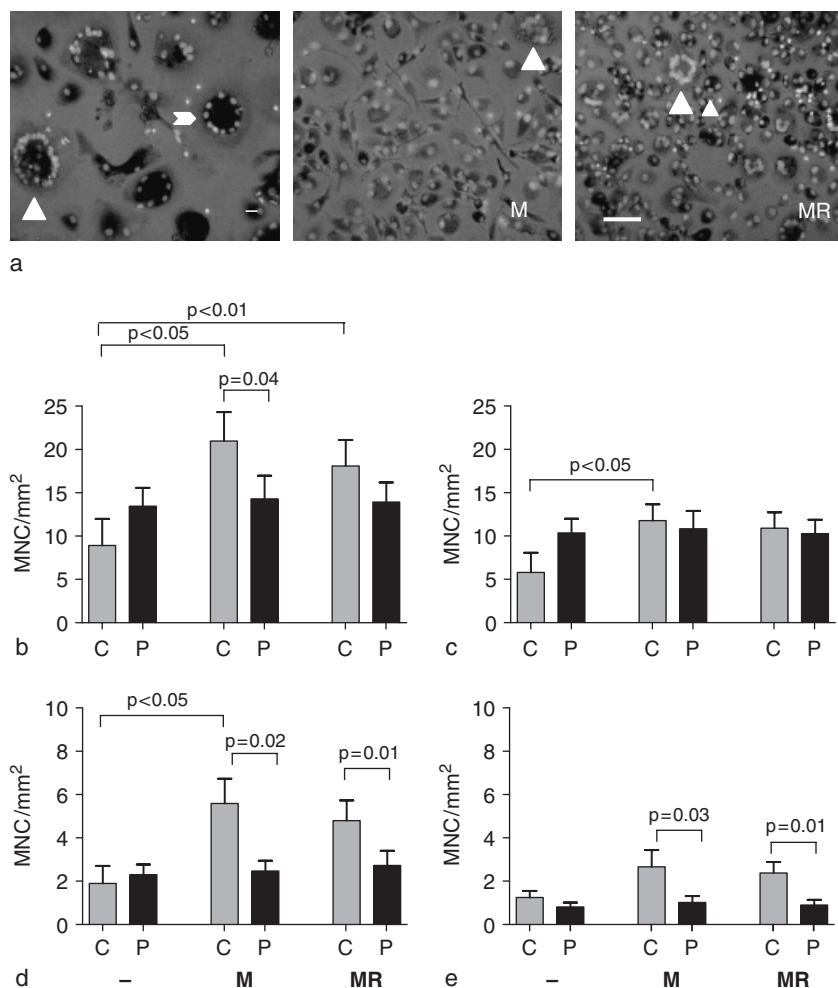 – M MR
a
p<0.01
p<0.05
p=0.04
25
20
15
10
5
0
MNC/mm²
C P C P C P
b
p<0.05
25
20
15
10
5
0
MNC/mm²
C P C P C P
c
p<0.05
p=0.02
p=0.01
10
8
6
4
2
0
MNC/mm²
C P C P C P
d – M MR
p=0.03
p=0.01
10
8
6
4
2
0
MNC/mm²
C P C P C P
e – M MR